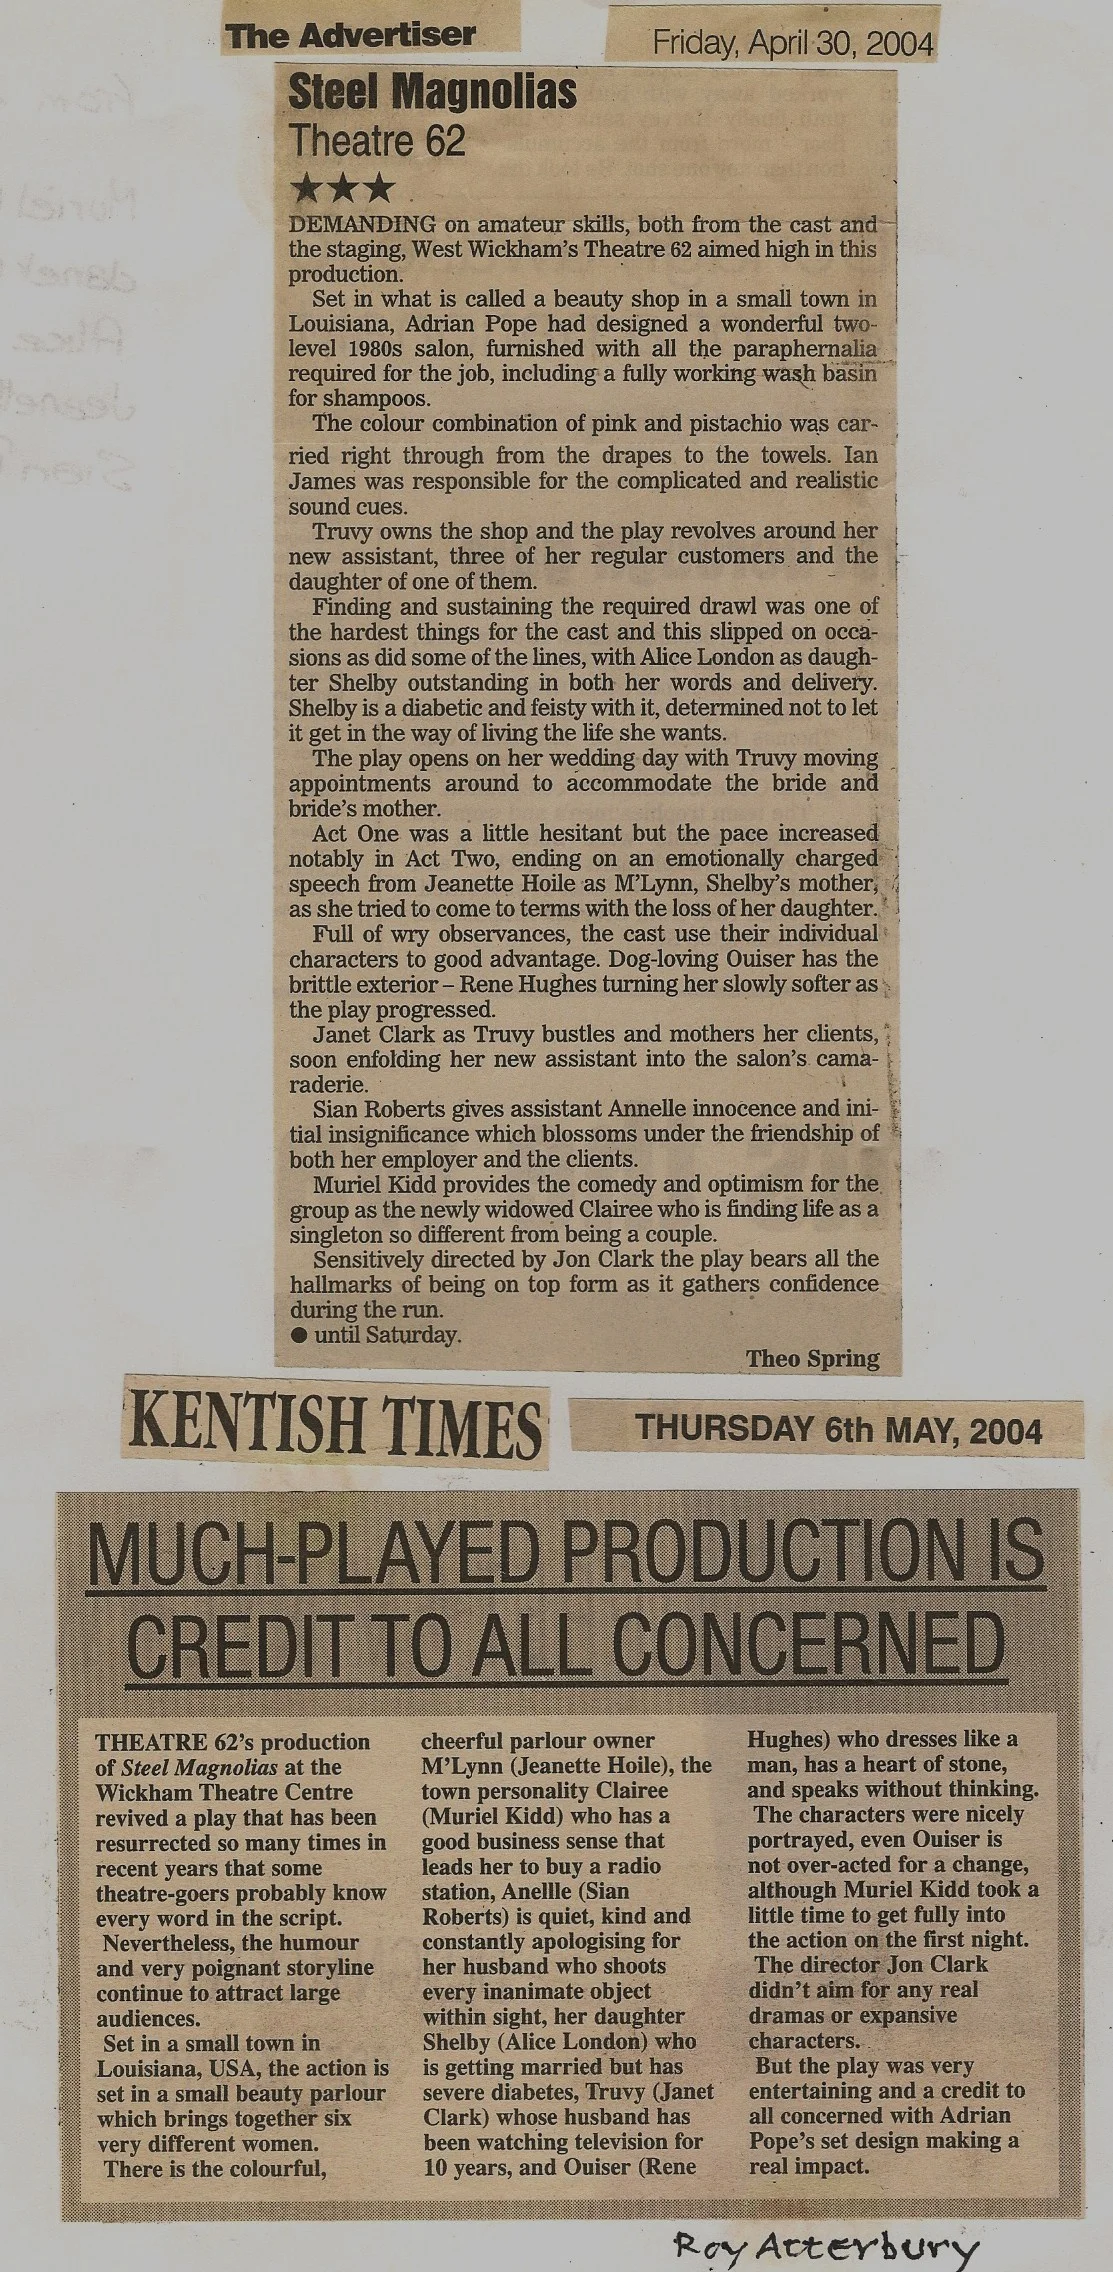 The Advertiser
Friday, April 30, 2004
Steel Magnolias
Theatre 62
★★★
DEMANDING on amateur skills, both from the cast and
the staging, West Wickham's Theatre 62 aimed high in this
production.
Set in what is called a beauty shop in a small town in
Louisiana, Adrian Pope had designed a wonderful two-
level 1980s salon, furnished with all the paraphernalia
required for the job, including a fully working wash basin
for shampoos.
The colour combination of pink and pistachio was car-
ried right through from the drapes to the towels. Ian
James was responsible for the complicated and realistic
sound cues.
Truvy owns the shop and the play revolves around her
new assistant, three of her regular customers and the
daughter of one of them.
Finding and sustaining the required drawl was one of
the hardest things for the cast and this slipped on occa-
sions as did some of the lines, with Alice London as daugh-
ter Shelby outstanding in both her words and delivery.
Shelby is a diabetic and feisty with it, determined not to let
it get in the way of living the life she wants.
The play opens on her wedding day with Truvy moving
appointments around to accommodate the bride and
bride's mother.
Act One was a little hesitant but the pace increased
notably in Act Two, ending on an emotionally charged
speech from Jeanette Hoile as M'Lynn, Shelby's mother,
as she tried to come to terms with the loss of her daughter.
Full of wry observances, the cast use their individual
characters to good advantage. Dog-loving Ouiser has the
brittle exterior – Rene Hughes turning her slowly softer as
the play progressed.
Janet Clark as Truvy bustles and mothers her clients,
soon enfolding her new assistant into the salon's cama-
raderie.
Sian Roberts gives assistant Annelle innocence and ini-
tial insignificance which blossoms under the friendship of
both her employer and the clients.
Muriel Kidd provides the comedy and optimism for the
group as the newly widowed Clairee who is finding life as a
singleton so different from being a couple.
Sensitively directed by Jon Clark the play bears all the
hallmarks of being on top form as it gathers confidence
during the run.
● until Saturday.
Theo Spring
KENTISH TIMES
THURSDAY 6th MAY, 2004
MUCH-PLAYED PRODUCTION IS
CREDIT TO ALL CONCERNED
THEATRE 62's production
of Steel Magnolias at the
Wickham Theatre Centre
revived a play that has been
resurrected so many times in
recent years that some
theatre-goers probably know
every word in the script.
Nevertheless, the humour
and very poignant storyline
continue to attract large
audiences.
Set in a small town in
Louisiana, USA, the action is
set in a small beauty parlour
which brings together six
very different women.
There is the colourful,
cheerful parlour owner
M'Lynn (Jeanette Hoile), the
town personality Clairee
(Muriel Kidd) who has a
good business sense that
leads her to buy a radio
station, Anellle (Sian
Roberts) is quiet, kind and
constantly apologising for
her husband who shoots
every inanimate object
within sight, her daughter
Shelby (Alice London) who
is getting married but has
severe diabetes, Truvy (Janet
Clark) whose husband has
been watching television for
10 years, and Ouiser (Rene
Hughes) who dresses like a
man, has a heart of stone,
and speaks without thinking.
The characters were nicely
portrayed, even Ouiser is
not over-acted for a change,
although Muriel Kidd took a
little time to get fully into
the action on the first night.
The director Jon Clark
didn't aim for any real
dramas or expansive
characters.
But the play was very
entertaining and a credit to
all concerned with Adrian
Pope's set design making a
real impact.
Roy Atterbury